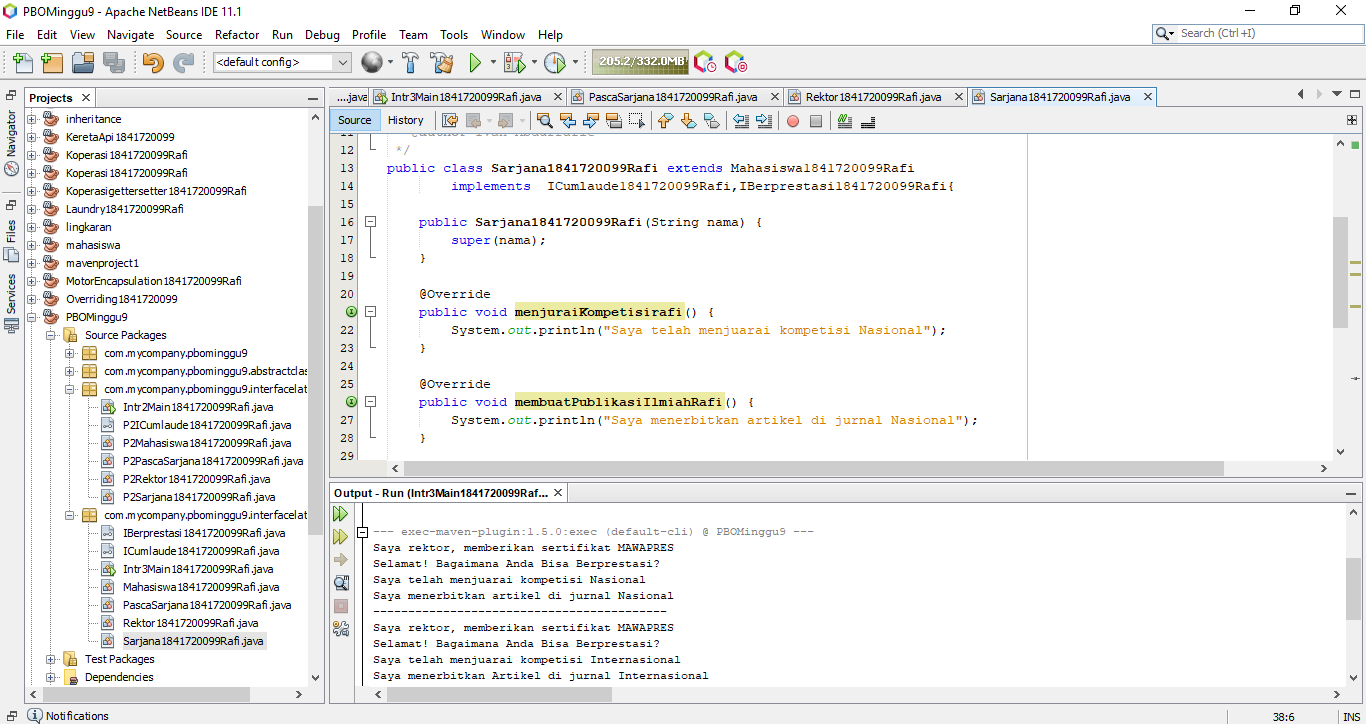 PBOMinggu9 - Apache NetBeans IDE 11.1
File Edit View Navigate Source Refactor Run Debug Profile Team Tools Window Help
Search (Ctrl+I)
<default config>
205.2/332.0MB
Projects
....java Intr3Main1841720099Rafi.java PascaSarjana1841720099Rafi.java Rektor1841720099Rafi.java Sarjana1841720099Rafi.java
Source History
Navigator
Files
Services
inheritance
KeretaApi1841720099
Koperasi1841720099Rafi
Koperasi1841720099Rafi
Koperasigettersetter1841720099Rafi
Laundry1841720099Rafi
lingkaran
mahasiswa
mavenproject1
MotorEncapsulation1841720099Rafi
Overriding1841720099
PBOMinggu9
Source Packages
com.mycompany.pbominggu9
com.mycompany.pbominggu9.abstractclas
com.mycompany.pbominggu9.interfacelat
Intr2Main1841720099Rafi.java
P2ICumlaude1841720099Rafi.java
P2Mahasiswa1841720099Rafi.java
P2PascaSarjana1841720099Rafi.java
P2Rektor1841720099Rafi.java
P2Sarjana1841720099Rafi.java
com.mycompany.pbominggu9.interfacelat
IBerprestasi1841720099Rafi.java
ICumlaude1841720099Rafi.java
Intr3Main1841720099Rafi.java
Mahasiswa1841720099Rafi.java
PascaSarjana1841720099Rafi.java
Rektor1841720099Rafi.java
Sarjana1841720099Rafi.java
Test Packages
Dependencies
12 */
13 public class Sarjana1841720099Rafi extends Mahasiswa1841720099Rafi
14 implements ICumlaude1841720099Rafi,IBerprestasi1841720099Rafi{
15
16 public Sarjana1841720099Rafi(String nama) {
17 super(nama);
18 }
19
20 @Override
public void menjuraiKompetisirafi() {
22 System.out.println("Saya telah menjuarai kompetisi Nasional");
23 }
24
25 @Override
public void membuatPublikasiIlmiahRafi() {
27 System.out.println("Saya menerbitkan artikel di jurnal Nasional");
28 }
29
Output - Run (Intr3Main1841720099Raf...
--- exec-maven-plugin:1.5.0:exec (default-cli) @ PBOMinggu9 ---
Saya rektor, memberikan sertifikat MAWAPRES
Selamat! Bagaimana Anda Bisa Berprestasi?
Saya telah menjuarai kompetisi Nasional
Saya menerbitkan artikel di jurnal Nasional
------------------------------------------
Saya rektor, memberikan sertifikat MAWAPRES
Selamat! Bagaimana Anda Bisa Berprestasi?
Saya telah menjuarai kompetisi Internasional
Saya menerbitkan Artikel di jurnal Internasional
Notifications
38:6 INS